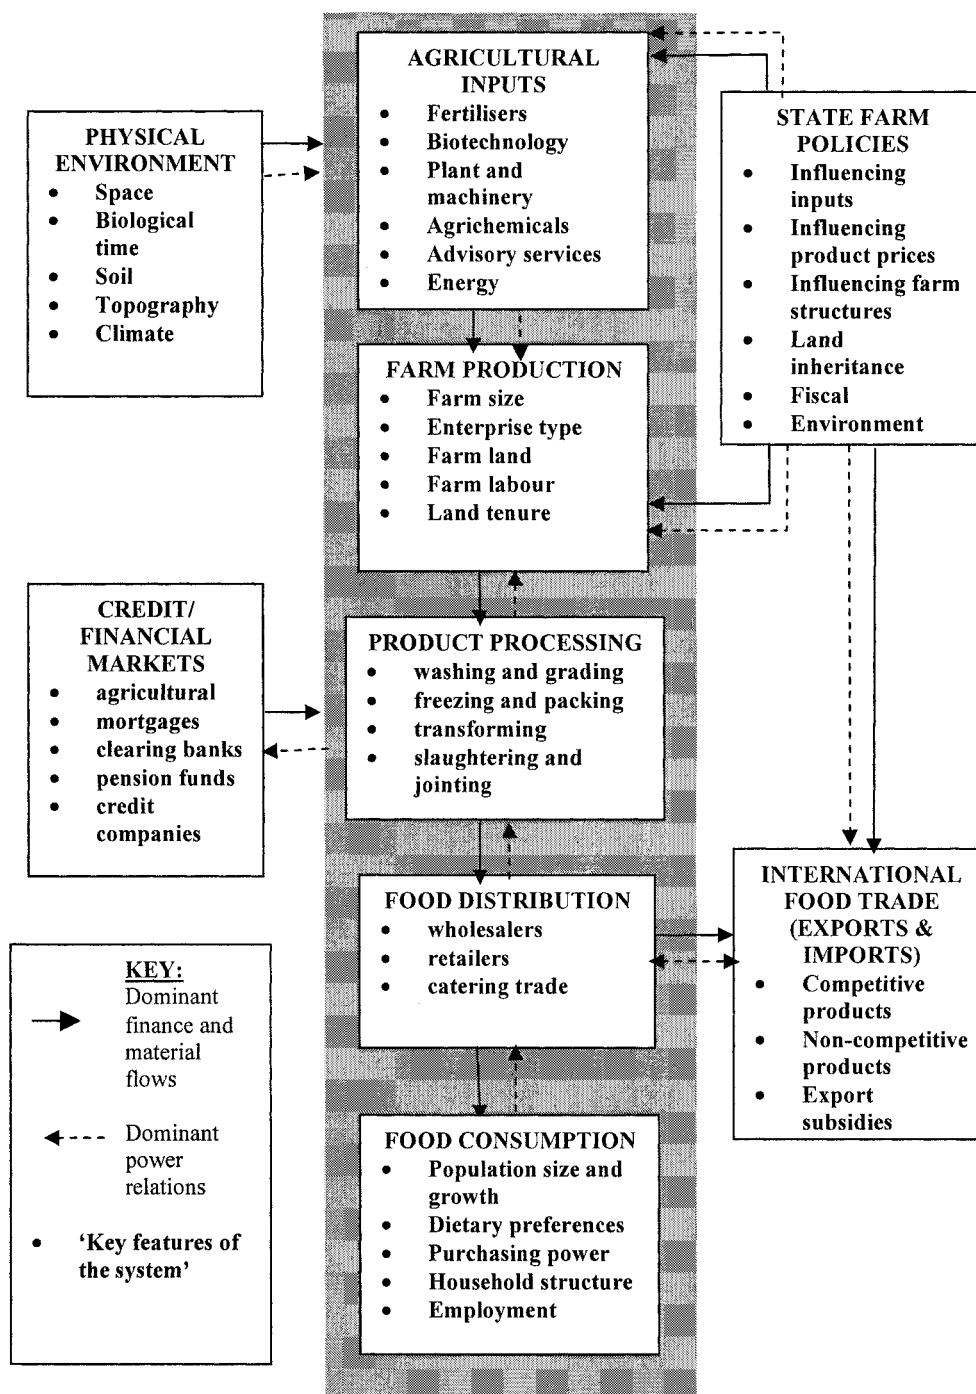 AGRICULTURAL
INPUTS
• Fertilisers
• Biotechnology
• Plant and
machinery
• Agrichemicals
• Advisory services
• Energy
PHYSICAL
ENVIRONMENT
• Space
• Biological
time
• Soil
• Topography
• Climate
STATE FARM
POLICIES
• Influencing
inputs
• Influencing
product prices
• Influencing farm
structures
• Land
inheritance
• Fiscal
• Environment
FARM PRODUCTION
• Farm size
• Enterprise type
• Farm land
• Farm labour
• Land tenure
CREDIT/
FINANCIAL
MARKETS
• agricultural
• mortgages
• clearing banks
• pension funds
• credit
companies
PRODUCT PROCESSING
• washing and grading
• freezing and packing
• transforming
• slaughtering and
jointing
FOOD DISTRIBUTION
• wholesalers
• retailers
• catering trade
INTERNATIONAL
FOOD TRADE
(EXPORTS &
IMPORTS)
• Competitive
products
• Non-competitive
products
• Export
subsidies
KEY:
Dominant
finance and
material
flows
Dominant
power
relations
• ‘Key features of
the system’
FOOD CONSUMPTION
• Population size and
growth
• Dietary preferences
• Purchasing power
• Household structure
• Employment